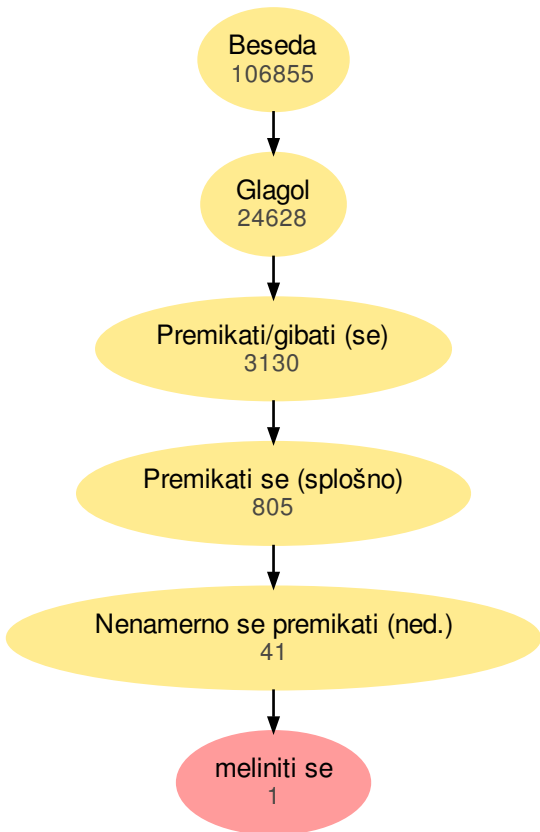 Beseda
106855
Glagol
24628
Premikati/gibati (se)
3130
Premikati se (splošno)
805
Nenamerno se premikati (ned.)
41
meliniti se
1